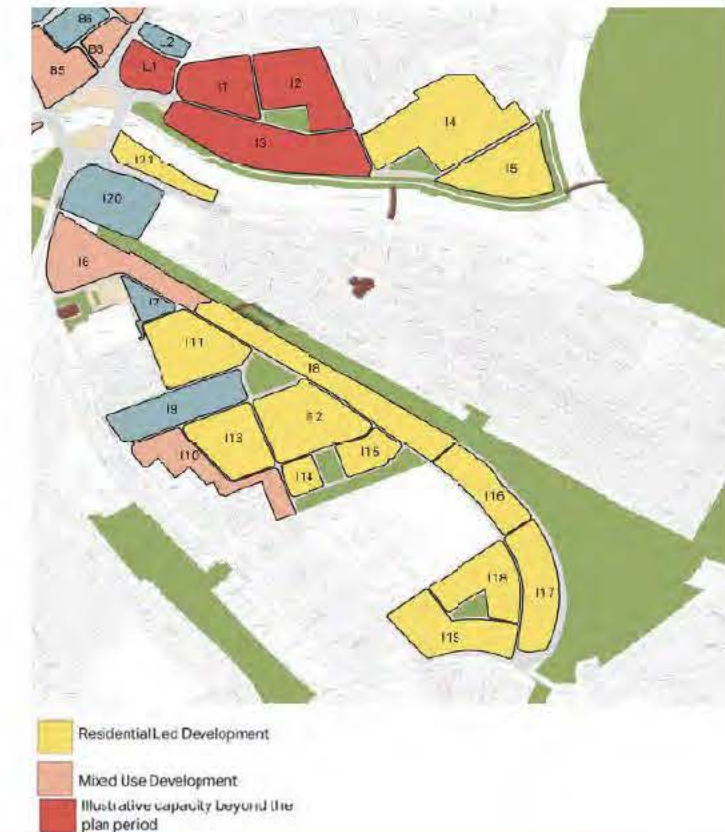 B6
L2
B3
B5
L1
I1
I2
I4
I3
I5
I21
I20
I6
I7
I11
I8
I9
I12
I13
I10
I15
I14
I16
I18
I17
I19
Residential Led Development
Mixed Use Development
Illustrative capacity beyond the
plan period